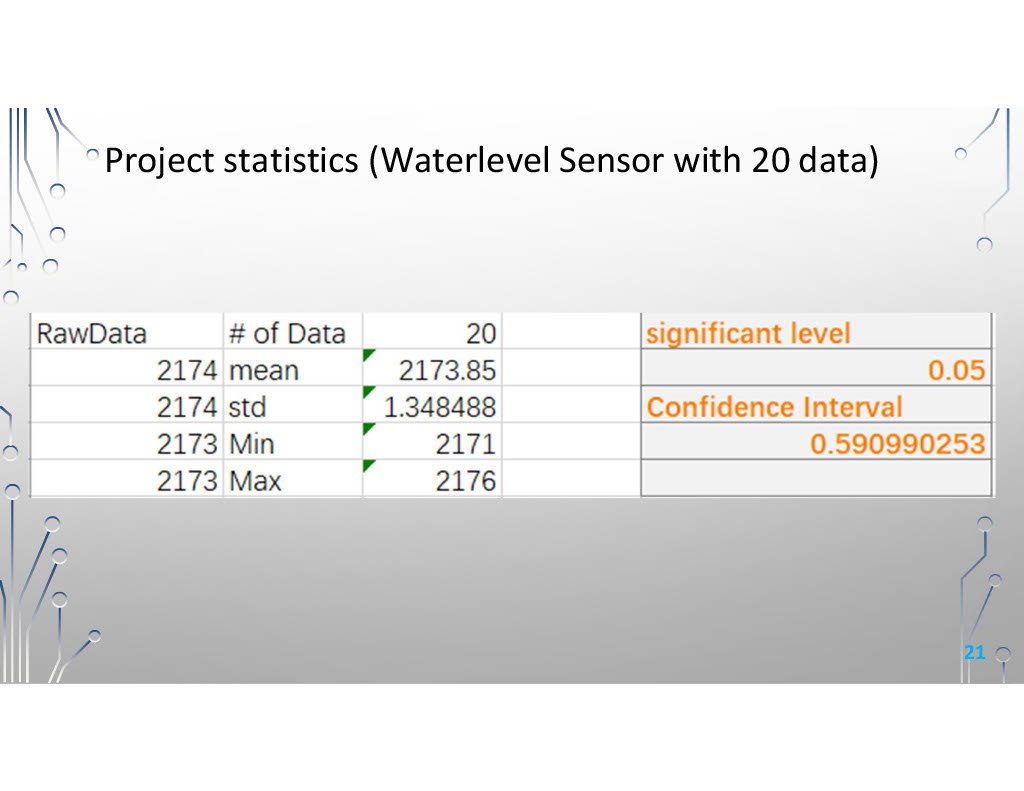 Project statistics (Waterlevel Sensor with 20 data)
RawData # of Data 20 significant level
2174 mean 2173.85 0.05
2174 std 1.348488 Confidence Interval
2173 Min 2171 0.590990253
2173 Max 2176
21